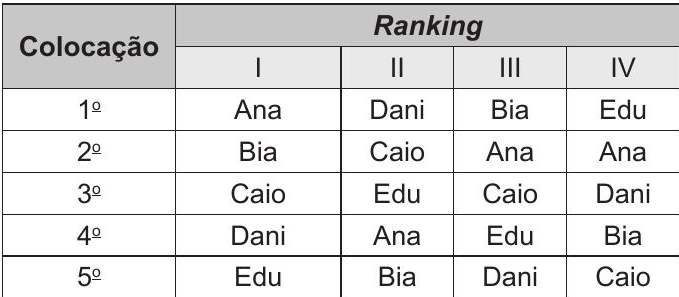 Colocação Ranking
I II III IV
1º Ana Dani Bia Edu
2º Bia Caio Ana Ana
3º Caio Edu Caio Dani
4º Dani Ana Edu Bia
5º Edu Bia Dani Caio